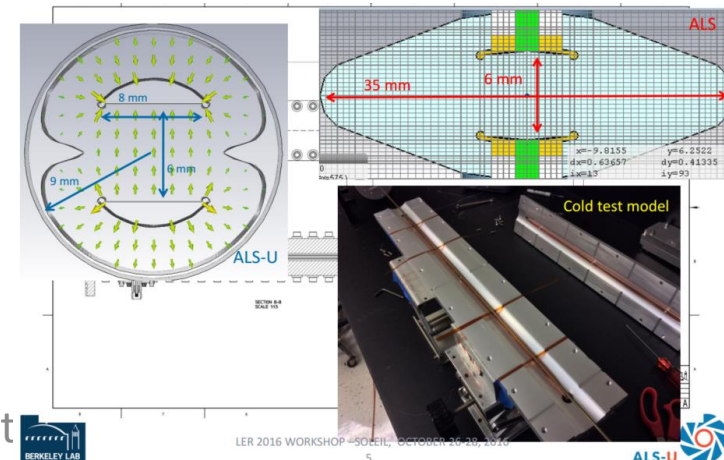 ALS
35 mm
6 mm
8 mm
6 mm
9 mm
x=-9.8155 y=6.2522
dx=0.63657 dy=0.41335
ix=13 iy=93
ALS-U
Cold test model
SECTION B-B
SCALE 1:1.5
t
BERKELEY LAB
LER 2016 WORKSHOP –SOLEIL, OCTOBER 26-28, 2016
5
ALS-U